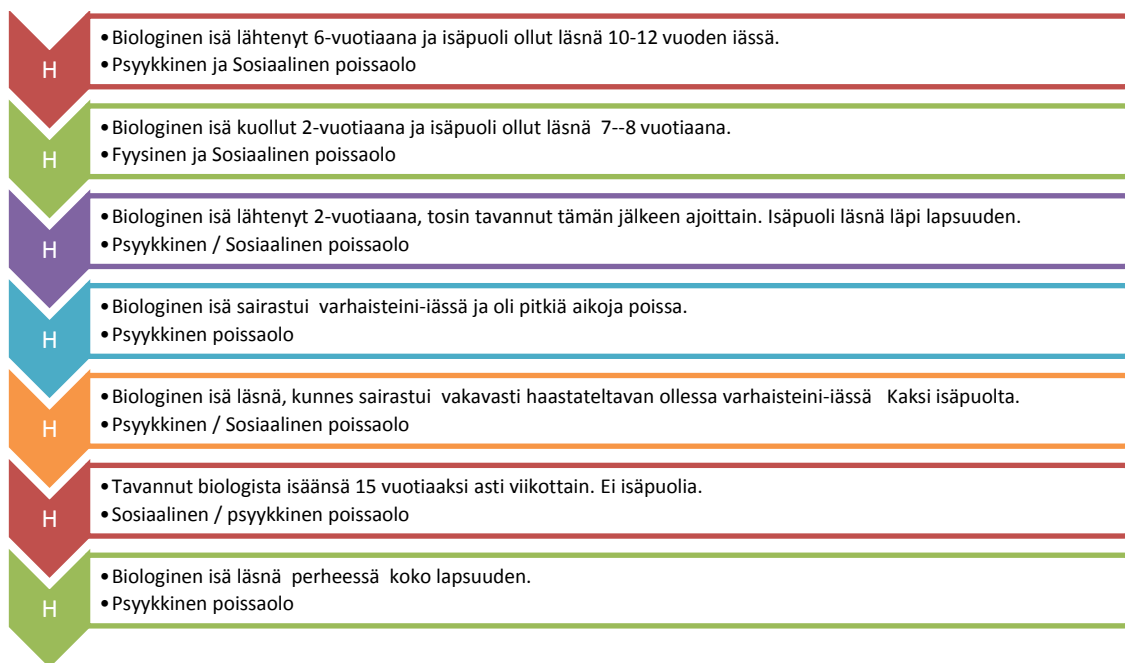 H
•Biologinen isä lähtenyt 6-vuotiaana ja isäpuoli ollut läsnä 10-12 vuoden iässä.
•Psyykkinen ja Sosiaalinen poissaolo
H
•Biologinen isä kuollut 2-vuotiaana ja isäpuoli ollut läsnä 7--8 vuotiaana.
•Fyysinen ja Sosiaalinen poissaolo
H
•Biologinen isä lähtenyt 2-vuotiaana, tosin tavannut tämän jälkeen ajoittain. Isäpuoli läsnä läpi lapsuuden.
•Psyykkinen / Sosiaalinen poissaolo
H
•Biologinen isä sairastui varhaisteini-iässä ja oli pitkiä aikoja poissa.
•Psyykkinen poissaolo
H
•Biologinen isä läsnä, kunnes sairastui vakavasti haastateltavan ollessa varhaisteini-iässä Kaksi isäpuolta.
•Psyykkinen / Sosiaalinen poissaolo
H
•Tavannut biologista isäänsä 15 vuotiaaksi asti viikottain. Ei isäpuolia.
•Sosiaalinen / psyykkinen poissaolo
H
•Biologinen isä läsnä perheessä koko lapsuuden.
•Psyykkinen poissaolo